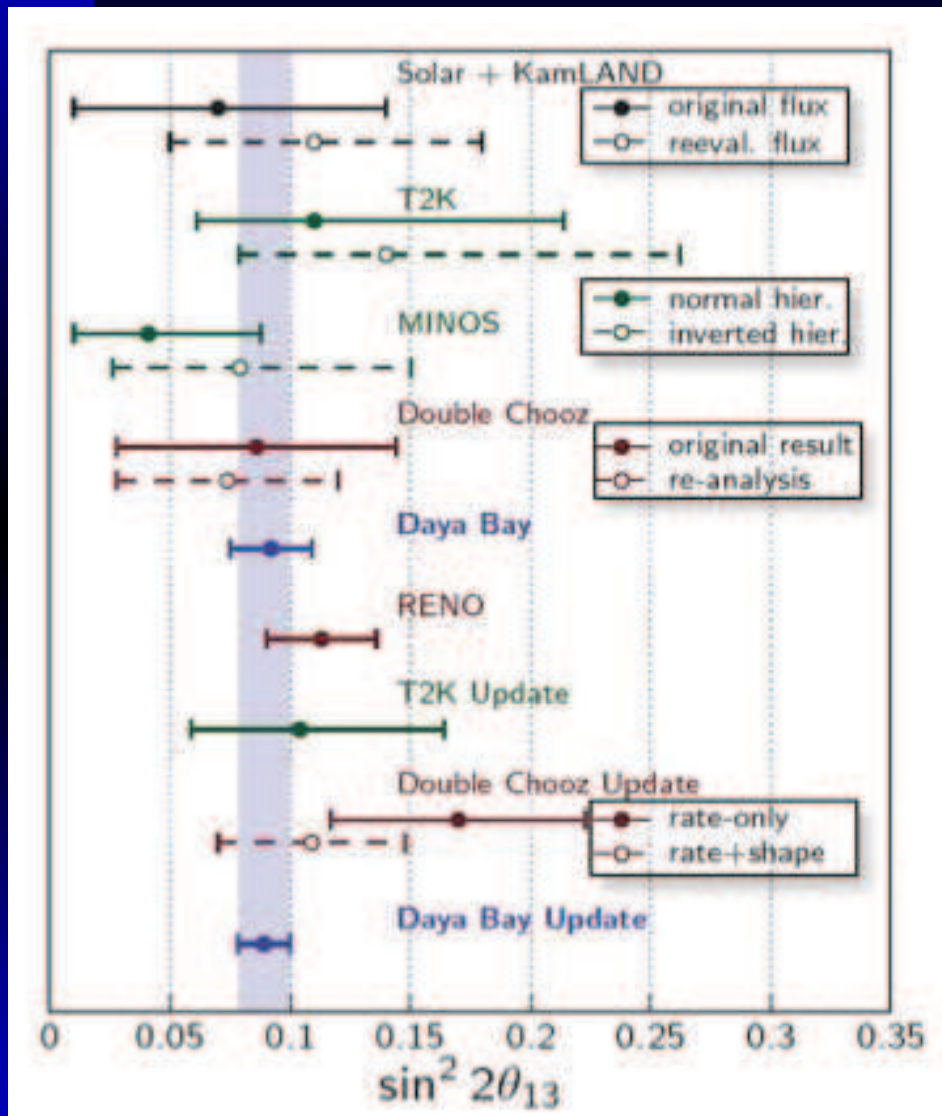 Solar + KamLAND
original flux
reeval. flux
T2K
normal hier.
inverted hier.
MINOS
Double Chooz
original result
re-analysis
Daya Bay
RENO
T2K Update
Double Chooz Update
rate-only
rate+shape
Daya Bay Update
0 0.05 0.1 0.15 0.2 0.25 0.3 0.35
sin² 2θ₁₃